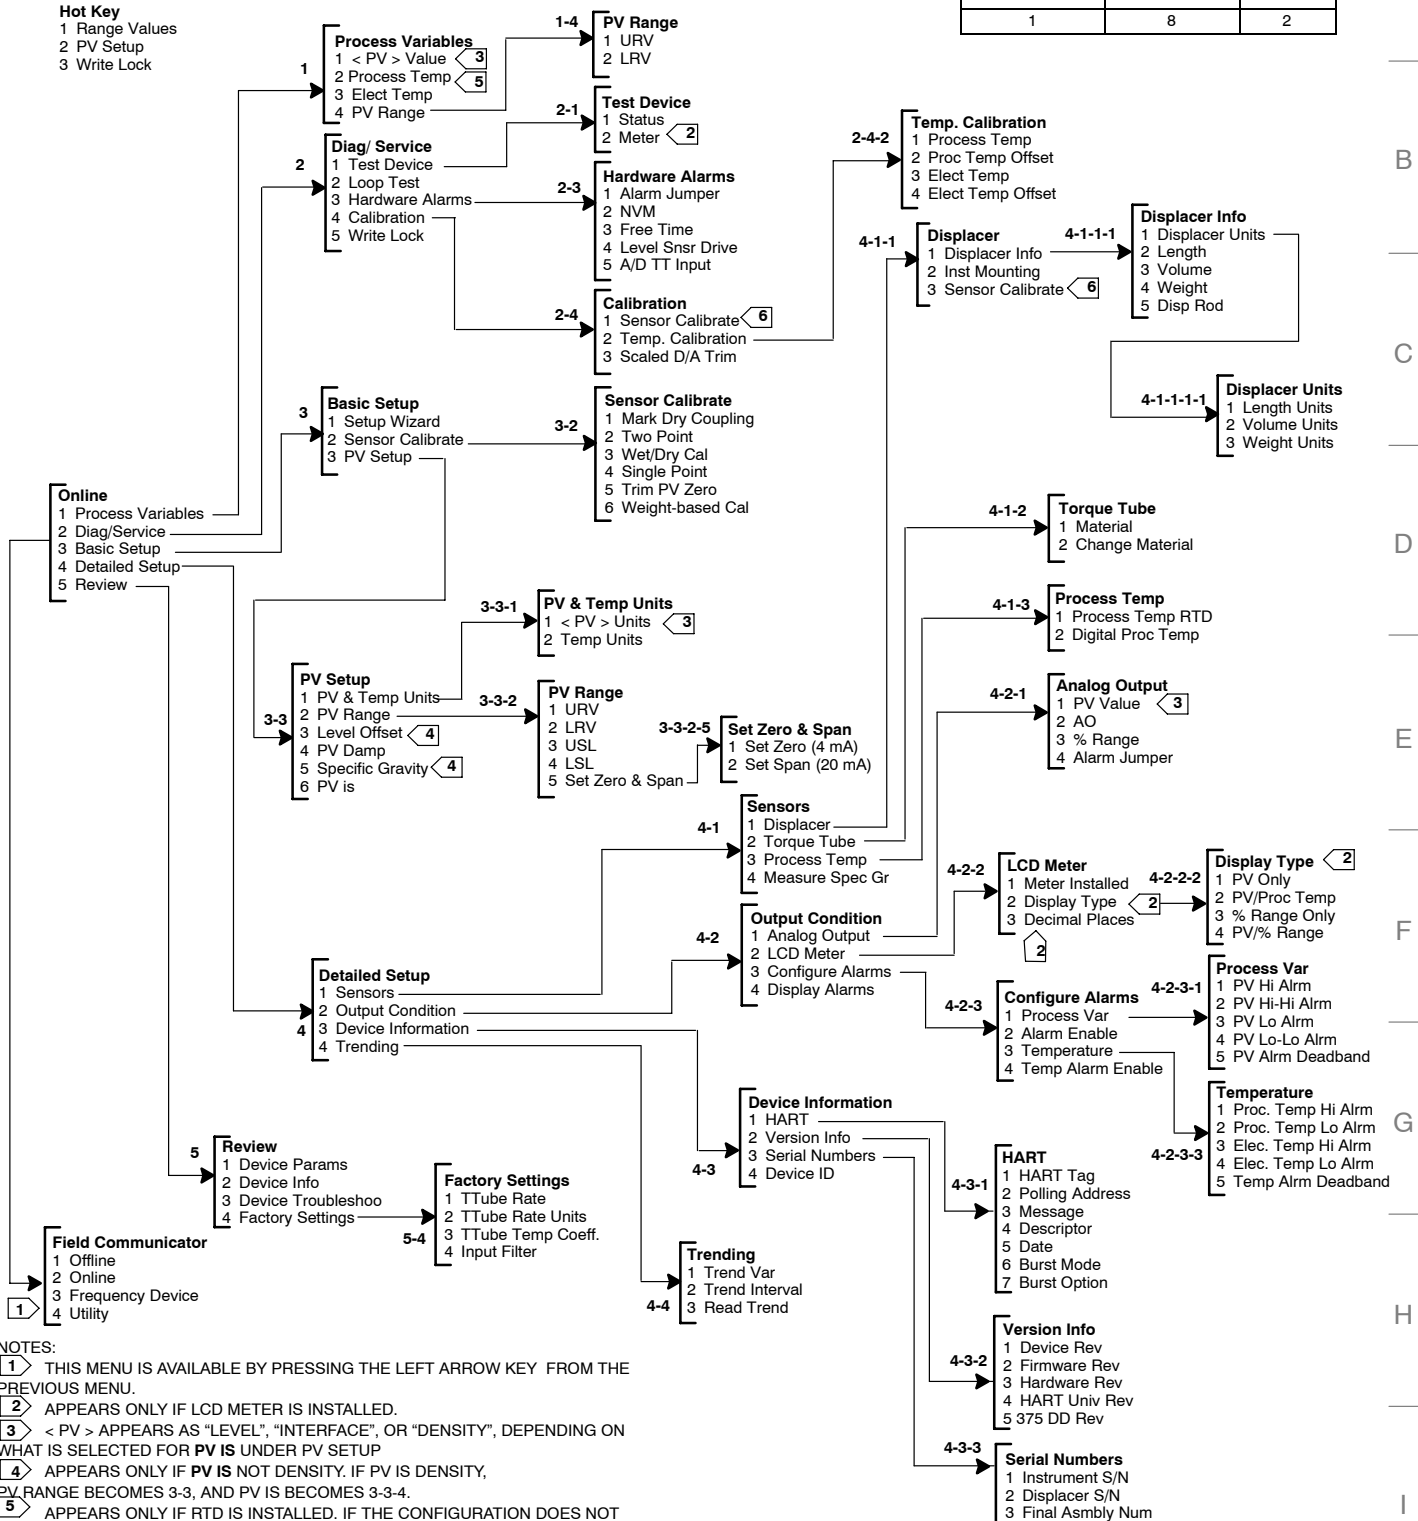 Hot Key
1 Range Values
2 PV Setup
3 Write Lock
1 8 2
1
Process Variables
1 < PV > Value 3
2 Process Temp 5
3 Elect Temp
4 PV Range
1-4
PV Range
1 URV
2 LRV
2
Diag/ Service
1 Test Device
2 Loop Test
3 Hardware Alarms
4 Calibration
5 Write Lock
2-1
Test Device
1 Status
2 Meter 2
2-3
Hardware Alarms
1 Alarm Jumper
2 NVM
3 Free Time
4 Level Snsr Drive
5 A/D TT Input
2-4
Calibration
1 Sensor Calibrate 6
2 Temp. Calibration
3 Scaled D/A Trim
2-4-2
Temp. Calibration
1 Process Temp
2 Proc Temp Offset
3 Elect Temp
4 Elect Temp Offset
B
4-1-1
Displacer
1 Displacer Info
2 Inst Mounting
3 Sensor Calibrate 6
4-1-1-1
Displacer Info
1 Displacer Units
2 Length
3 Volume
4 Weight
5 Disp Rod
C
4-1-1-1-1
Displacer Units
1 Length Units
2 Volume Units
3 Weight Units
3
Basic Setup
1 Setup Wizard
2 Sensor Calibrate
3 PV Setup
3-2
Sensor Calibrate
1 Mark Dry Coupling
2 Two Point
3 Wet/Dry Cal
4 Single Point
5 Trim PV Zero
6 Weight-based Cal
Online
1 Process Variables
2 Diag/Service
3 Basic Setup
4 Detailed Setup
5 Review
4-1-2
Torque Tube
1 Material
2 Change Material
D
4-1-3
Process Temp
1 Process Temp RTD
2 Digital Proc Temp
3-3-1
PV & Temp Units
1 < PV > Units 3
2 Temp Units
3-3
PV Setup
1 PV & Temp Units
2 PV Range
3 Level Offset 4
4 PV Damp
5 Specific Gravity 4
6 PV is
3-3-2
PV Range
1 URV
2 LRV
3 USL
4 LSL
5 Set Zero & Span
3-3-2-5
Set Zero & Span
1 Set Zero (4 mA)
2 Set Span (20 mA)
4-2-1
Analog Output
1 PV Value 3
2 AO
3 % Range
4 Alarm Jumper
E
4-1
Sensors
1 Displacer
2 Torque Tube
3 Process Temp
4 Measure Spec Gr
4-2-2
LCD Meter
1 Meter Installed
2 Display Type 2
3 Decimal Places
2
4-2-2-2
Display Type 2
1 PV Only
2 PV/Proc Temp
3 % Range Only
4 PV/% Range
F
4-2
Output Condition
1 Analog Output
2 LCD Meter
3 Configure Alarms
4 Display Alarms
4
Detailed Setup
1 Sensors
2 Output Condition
3 Device Information
4 Trending
4-2-3
Configure Alarms
1 Process Var
2 Alarm Enable
3 Temperature
4 Temp Alarm Enable
4-2-3-1
Process Var
1 PV Hi Alrm
2 PV Hi-Hi Alrm
3 PV Lo Alrm
4 PV Lo-Lo Alrm
5 PV Alrm Deadband
4-2-3-3
Temperature
1 Proc. Temp Hi Alrm
2 Proc. Temp Lo Alrm
3 Elec. Temp Hi Alrm
4 Elec. Temp Lo Alrm
5 Temp Alrm Deadband
G
4-3
Device Information
1 HART
2 Version Info
3 Serial Numbers
4 Device ID
4-3-1
HART
1 HART Tag
2 Polling Address
3 Message
4 Descriptor
5 Date
6 Burst Mode
7 Burst Option
5
Review
1 Device Params
2 Device Info
3 Device Troubleshoo
4 Factory Settings
5-4
Factory Settings
1 TTube Rate
2 TTube Rate Units
3 TTube Temp Coeff.
4 Input Filter
1
Field Communicator
1 Offline
2 Online
3 Frequency Device
4 Utility
4-4
Trending
1 Trend Var
2 Trend Interval
3 Read Trend
H
4-3-2
Version Info
1 Device Rev
2 Firmware Rev
3 Hardware Rev
4 HART Univ Rev
5 375 DD Rev
4-3-3
Serial Numbers
1 Instrument S/N
2 Displacer S/N
3 Final Asmbly Num
I
NOTES:
1 THIS MENU IS AVAILABLE BY PRESSING THE LEFT ARROW KEY FROM THE
PREVIOUS MENU.
2 APPEARS ONLY IF LCD METER IS INSTALLED.
3 < PV > APPEARS AS “LEVEL”, “INTERFACE”, OR “DENSITY”, DEPENDING ON
WHAT IS SELECTED FOR PV IS UNDER PV SETUP
4 APPEARS ONLY IF PV IS NOT DENSITY. IF PV IS DENSITY,
PV RANGE BECOMES 3-3, AND PV IS BECOMES 3-3-4.
5 APPEARS ONLY IF RTD IS INSTALLED. IF THE CONFIGURATION DOES NOT